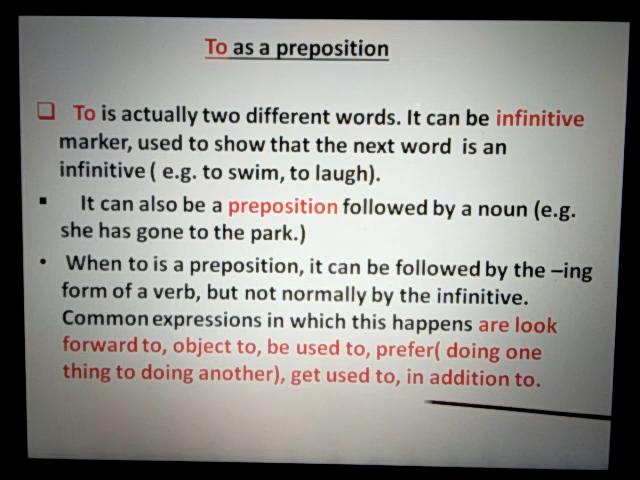 To as a preposition
❑ To is actually two different words. It can be infinitive
marker, used to show that the next word is an
infinitive ( e.g. to swim, to laugh).
▪ It can also be a preposition followed by a noun (e.g.
she has gone to the park.)
• When to is a preposition, it can be followed by the –ing
form of a verb, but not normally by the infinitive.
Common expressions in which this happens are look
forward to, object to, be used to, prefer( doing one
thing to doing another), get used to, in addition to.